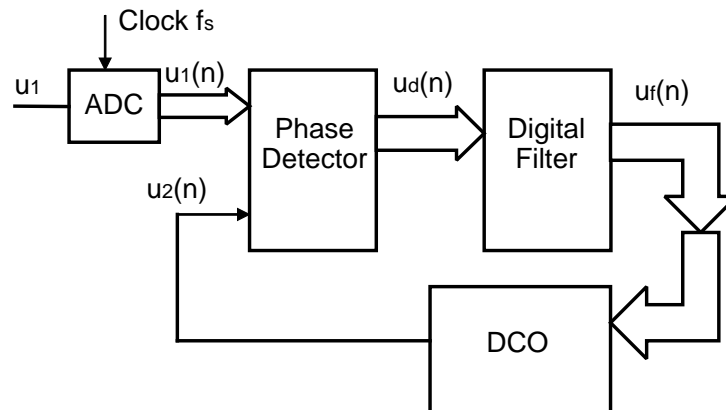 Clock fs
u1
ADC
u1(n)
Phase
Detector
ud(n)
Digital
Filter
uf(n)
u2(n)
DCO